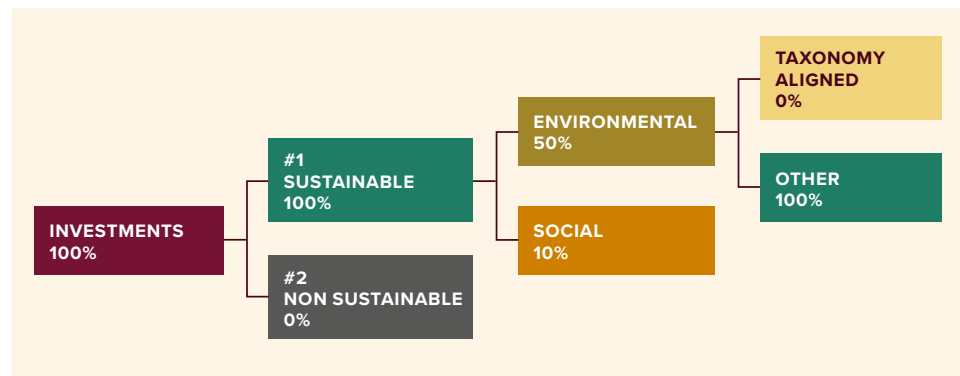 INVESTMENTS
100%
#1
SUSTAINABLE
100%
#2
NON SUSTAINABLE
0%
ENVIRONMENTAL
50%
SOCIAL
10%
TAXONOMY
ALIGNED
0%
OTHER
100%